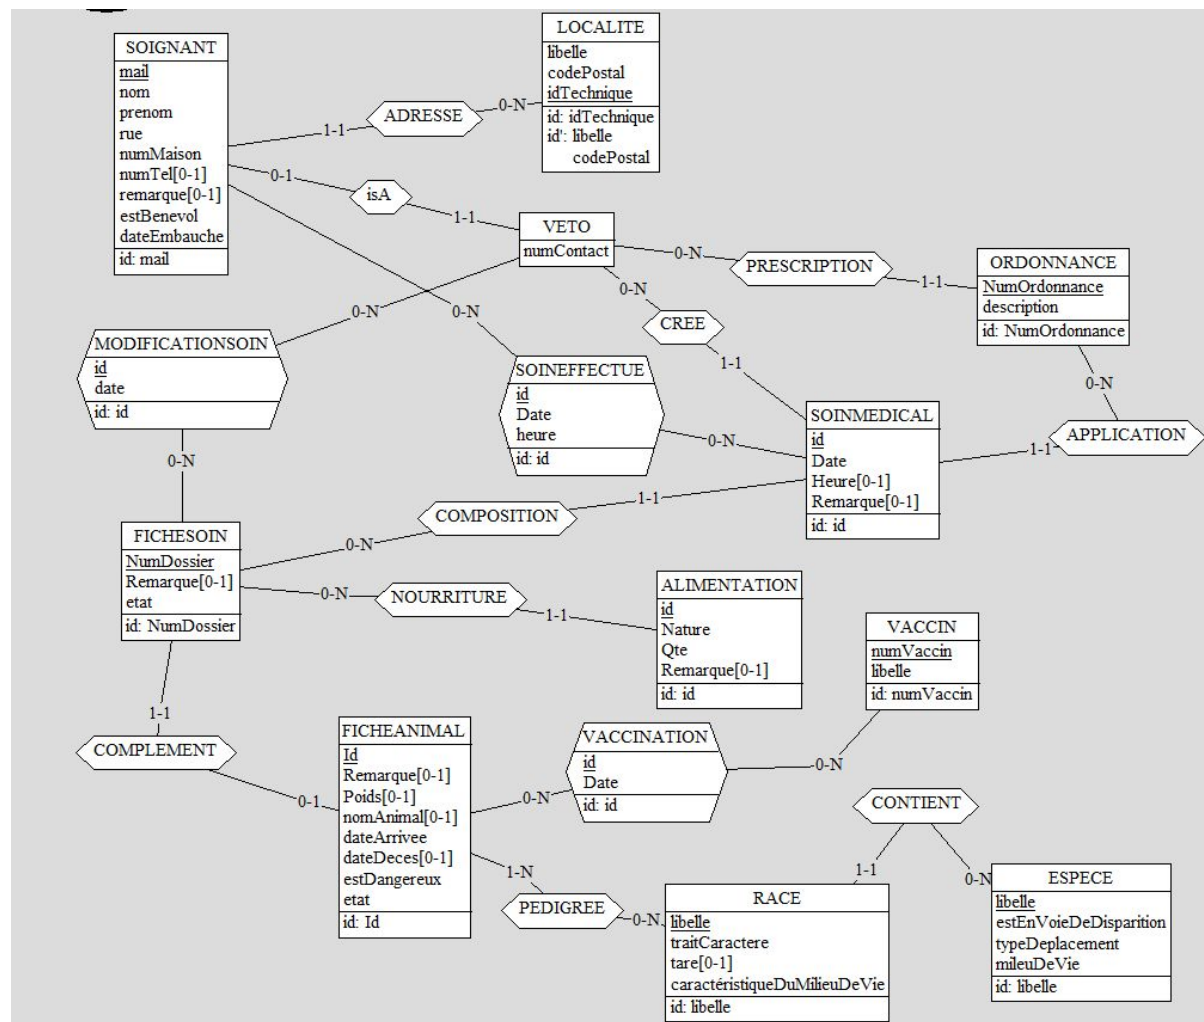 SOIGNANT
mail
nom
prenom
rue
numMaison
numTel[0-1]
remarque[0-1]
estBenevol
dateEmbauche
id: mail
LOCALITE
libelle
codePostal
idTechnique
id: idTechnique
id': libelle
codePostal
1-1
ADRESSE
0-N
0-1
isA
1-1
VETO
numContact
0-N
PRESCRIPTION
1-1
ORDONNANCE
NumOrdonnance
description
id: NumOrdonnance
0-N
CREE
1-1
0-N
MODIFICATIONSOIN
id
date
id: id
0-N
0-N
SOINEFFECTUE
id
Date
heure
id: id
0-N
SOINMEDICAL
id
Date
Heure[0-1]
Remarque[0-1]
id: id
0-N
APPLICATION
1-1
FICHESOIN
NumDossier
Remarque[0-1]
etat
id: NumDossier
0-N
COMPOSITION
1-1
0-N
NOURRITURE
1-1
ALIMENTATION
id
Nature
Qte
Remarque[0-1]
id: id
VACCIN
numVaccin
libelle
id: numVaccin
1-1
COMPLEMENT
0-1
FICHEANIMAL
Id
Remarque[0-1]
Poids[0-1]
nomAnimal[0-1]
dateArrivee
dateDeces[0-1]
estDangereux
etat
id: Id
0-N
VACCINATION
id
Date
id: id
0-N
1-N
PEDIGREE
0-N
RACE
libelle
traitCaractere
tare[0-1]
caractéristiqueDuMilieuDeVie
id: libelle
CONTIENT
1-1
0-N
ESPECE
libelle
estEnVoieDeDisparition
typeDeplacement
mileuDeVie
id: libelle